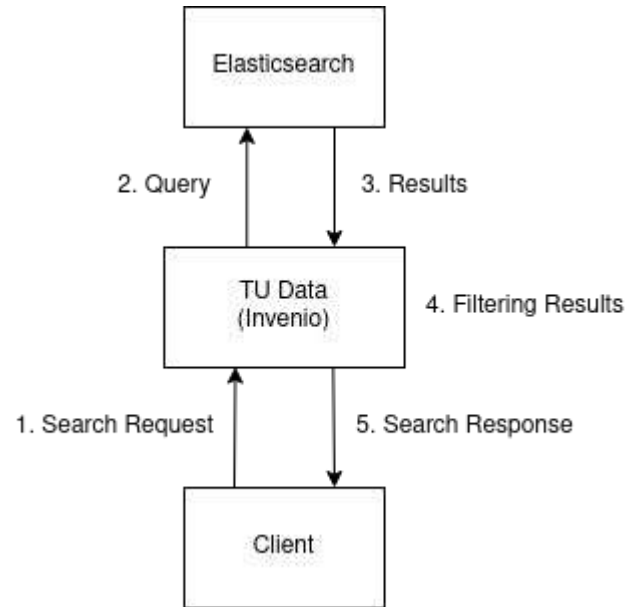 Elasticsearch
2. Query
3. Results
TU Data
(Invenio)
4. Filtering Results
1. Search Request
5. Search Response
Client